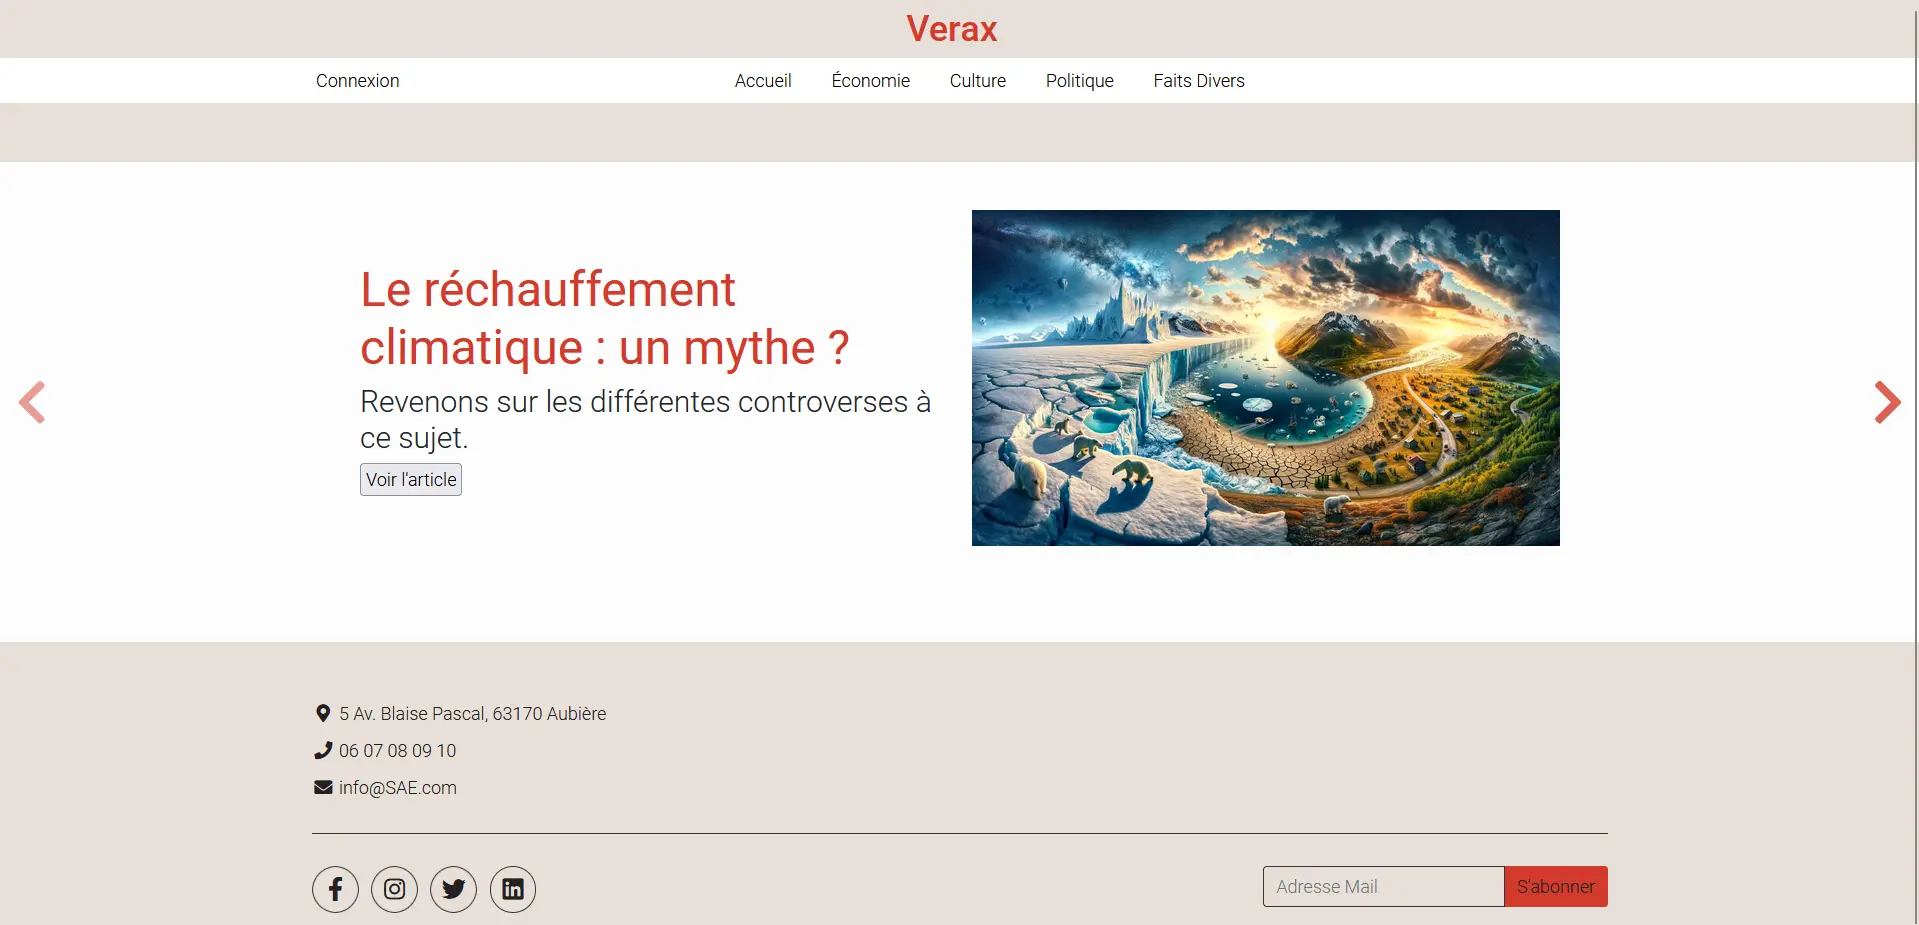 Verax
Connexion
Accueil
Économie
Culture
Politique
Faits Divers
Le réchauffement
climatique : un mythe ?
Revenons sur les différentes controverses à
ce sujet.
Voir l'article
5 Av. Blaise Pascal, 63170 Aubière
06 07 08 09 10
info@SAE.com
Adresse Mail
S'abonner